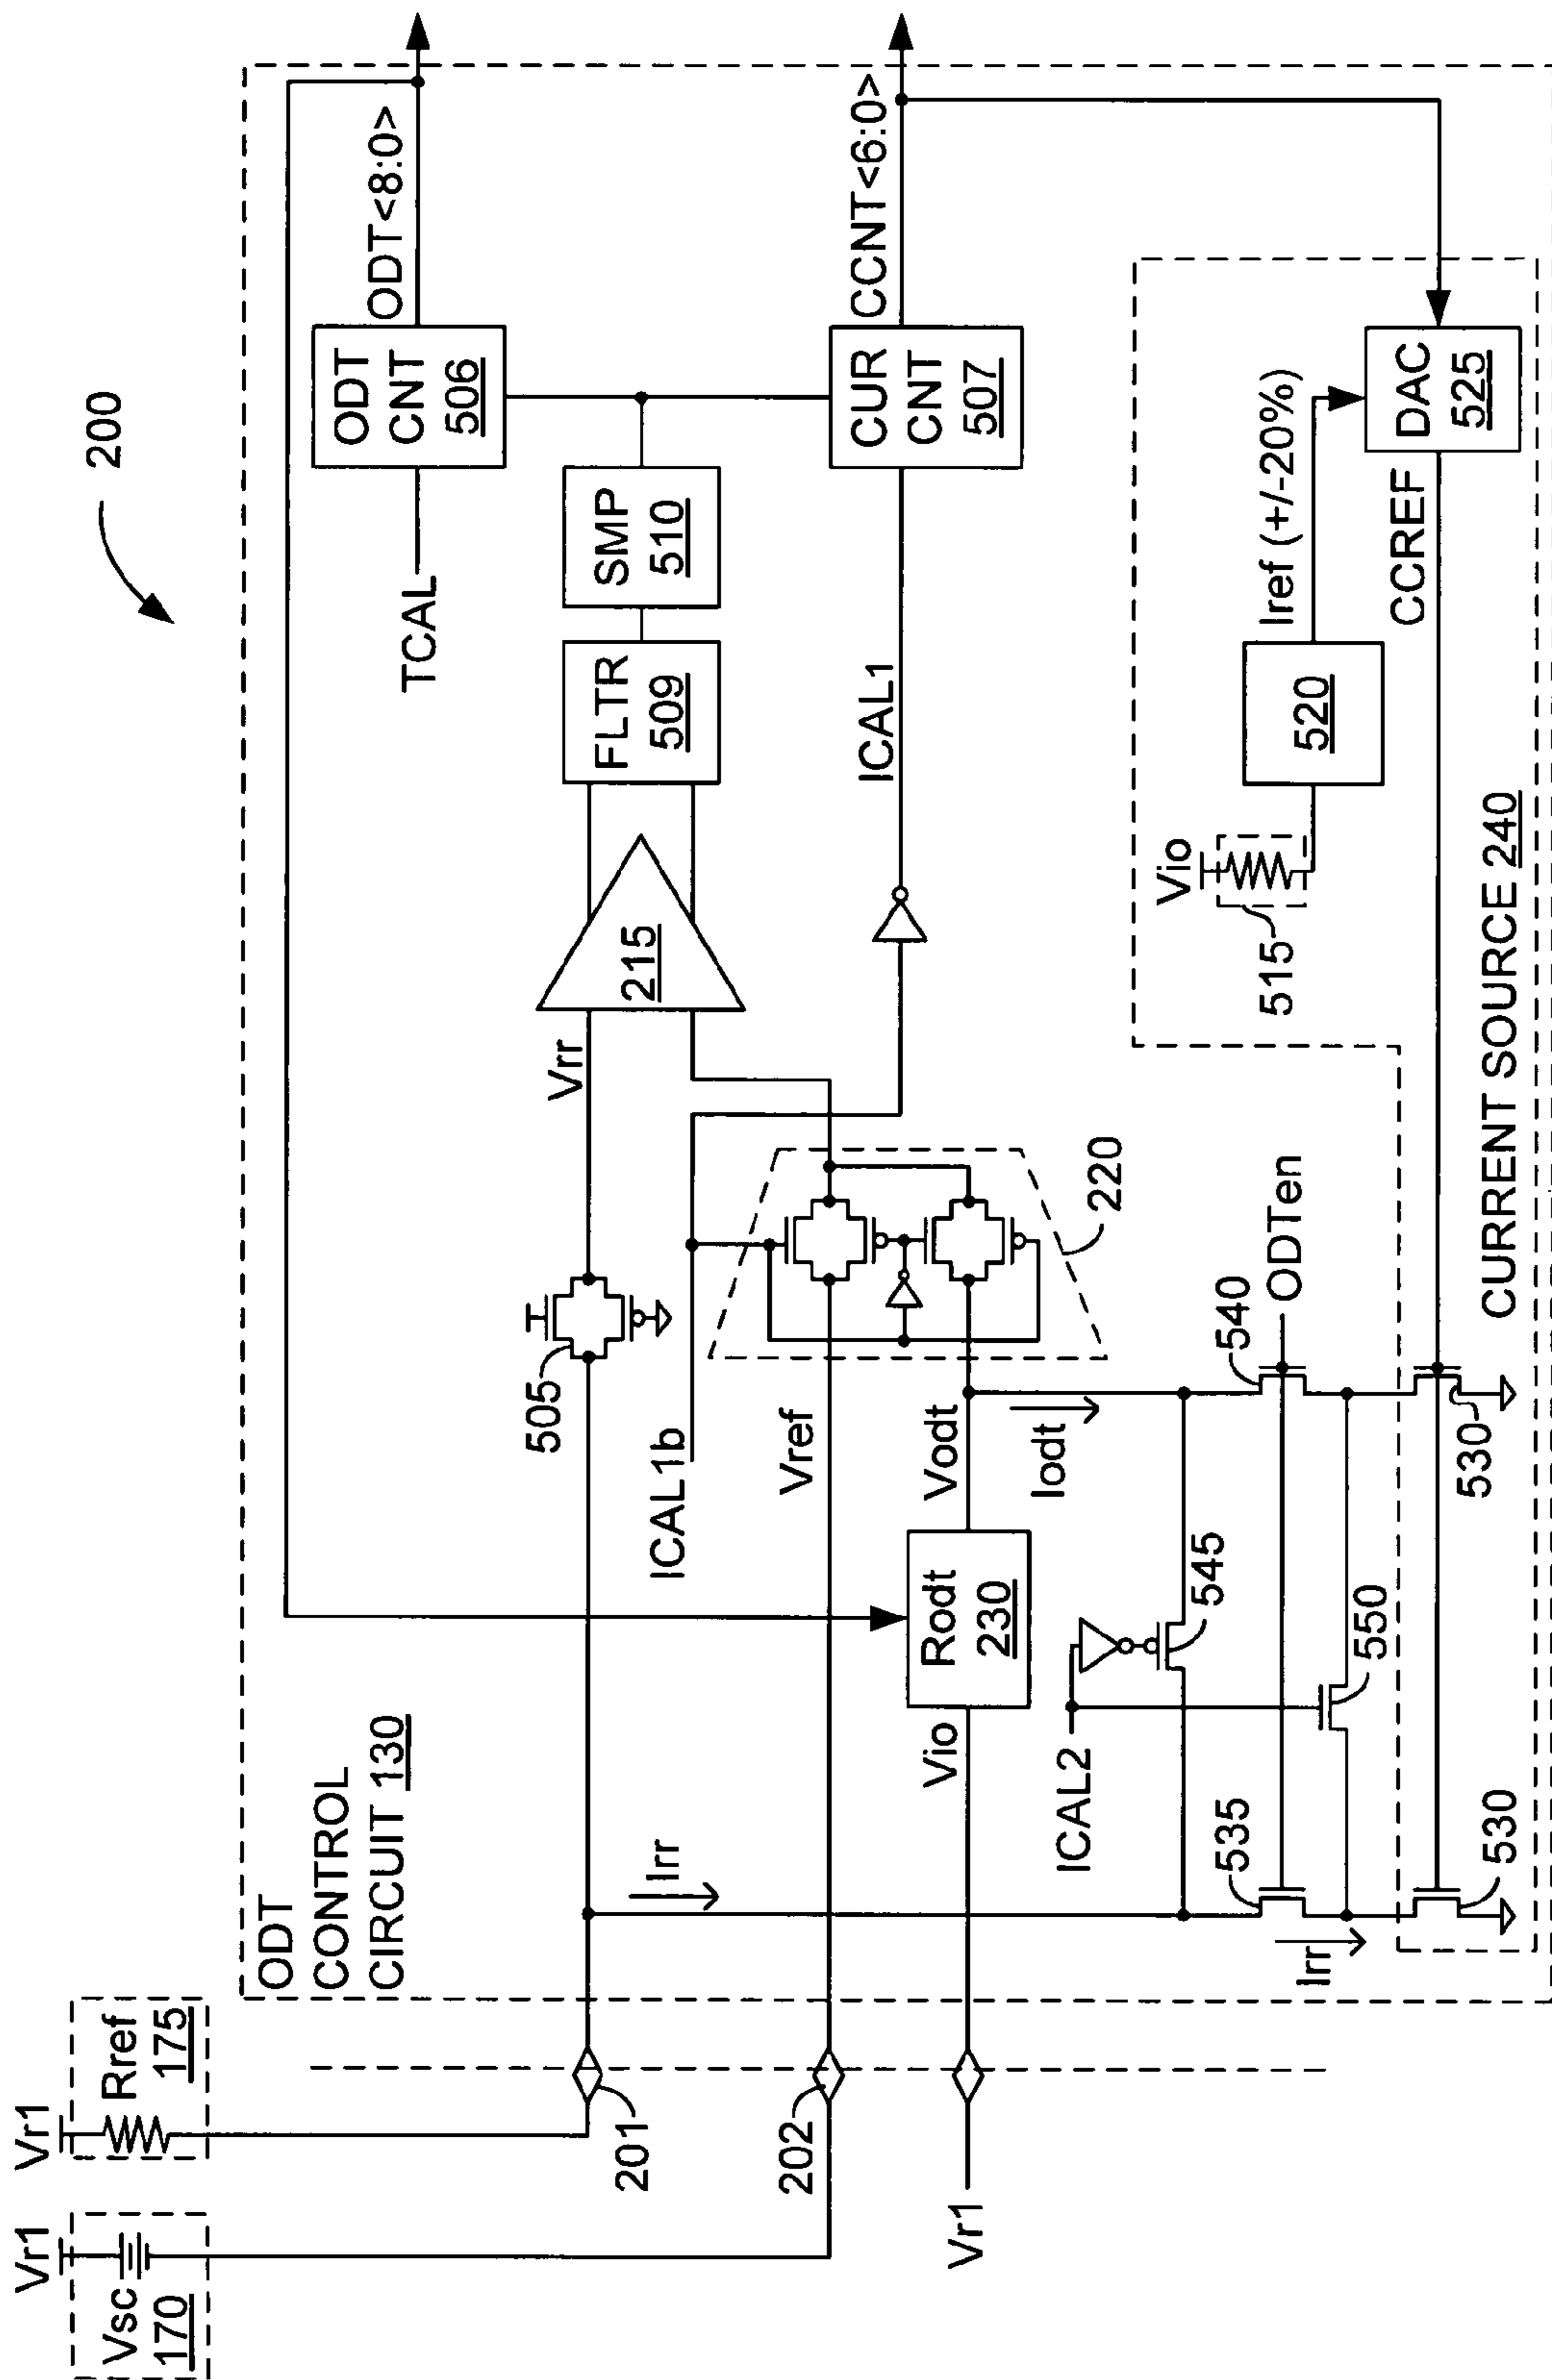 200
Vr1
Vsc
170
Vr1
Rref
175
ODT
CONTROL
CIRCUIT 130
201
202
Vr1
Irr
505
Vrr
215
FLTR
509
SMP
510
TCAL
ODT
CNT
506
ODT<8:0>
CUR
CNT
507
CCNT<6:0>
ICAL1b
ICAL1
Vref
220
Vio
Rodt
230
Vodt
Iodt
ICAL2
545
550
535
540
ODTen
Irr
530
530
Vio
515
520
Iref (+/-20%)
DAC
525
CCREF
CURRENT SOURCE 240